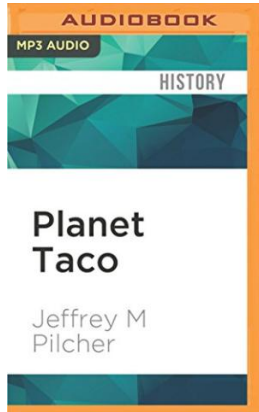 AUDIOBOOK
MP3 AUDIO
HISTORY
Planet
Taco
Jeffrey M
Pilcher